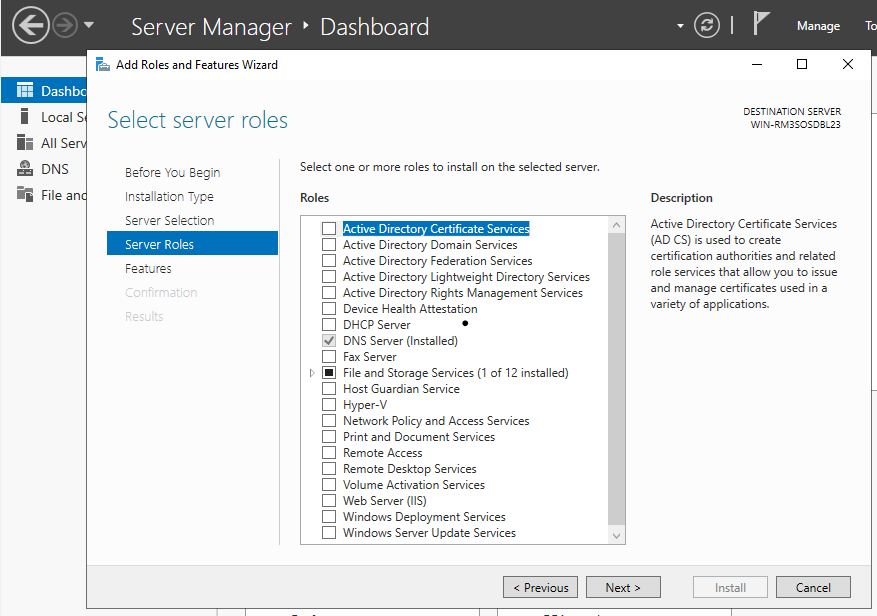 Server Manager ‣ Dashboard
Manage
To
Add Roles and Features Wizard
Dashbo
Local Se
All Serv
DNS
File and
Select server roles
DESTINATION SERVER
WIN-RM3SOSDBL23
Before You Begin
Installation Type
Server Selection
Server Roles
Features
Confirmation
Results
Select one or more roles to install on the selected server.
Roles
Active Directory Certificate Services
Active Directory Domain Services
Active Directory Federation Services
Active Directory Lightweight Directory Services
Active Directory Rights Management Services
Device Health Attestation
DHCP Server
DNS Server (Installed)
Fax Server
File and Storage Services (1 of 12 installed)
Host Guardian Service
Hyper-V
Network Policy and Access Services
Print and Document Services
Remote Access
Remote Desktop Services
Volume Activation Services
Web Server (IIS)
Windows Deployment Services
Windows Server Update Services
Description
Active Directory Certificate Services
(AD CS) is used to create
certification authorities and related
role services that allow you to issue
and manage certificates used in a
variety of applications.
< Previous
Next >
Install
Cancel